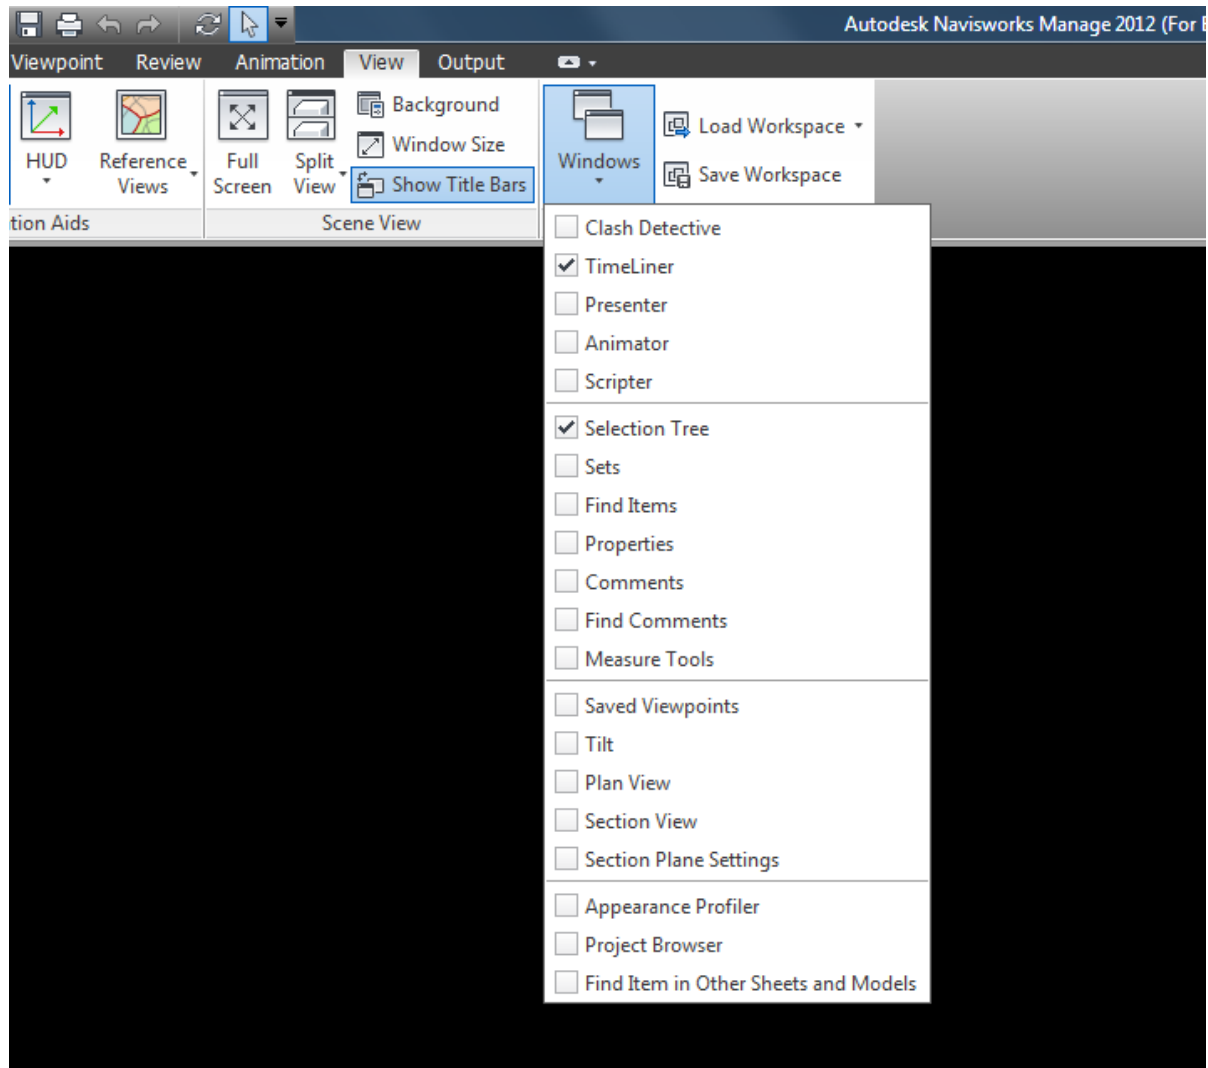 Autodesk Navisworks Manage 2012 (For
Viewpoint Review Animation View Output
HUD
Reference Views
Full Screen
Split View
Background
Window Size
Show Title Bars
Windows
Load Workspace
Save Workspace
tion Aids
Scene View
Clash Detective
TimeLiner
Presenter
Animator
Scripter
Selection Tree
Sets
Find Items
Properties
Comments
Find Comments
Measure Tools
Saved Viewpoints
Tilt
Plan View
Section View
Section Plane Settings
Appearance Profiler
Project Browser
Find Item in Other Sheets and Models